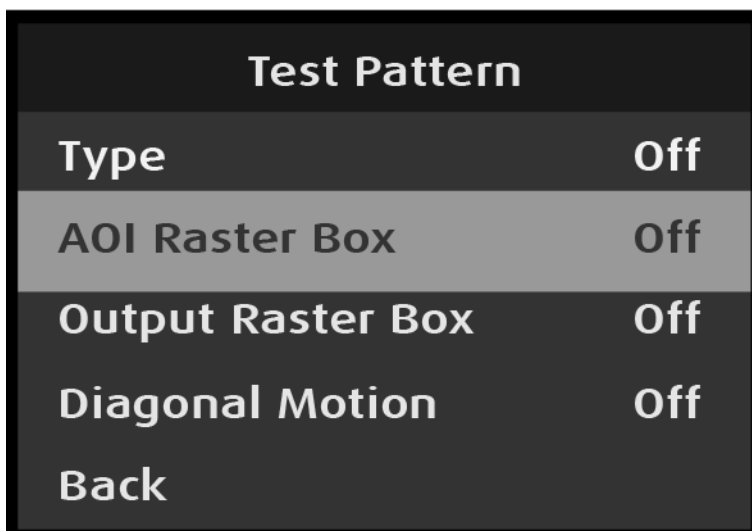 Test Pattern
Type Off
AOI Raster Box Off
Output Raster Box Off
Diagonal Motion Off
Back